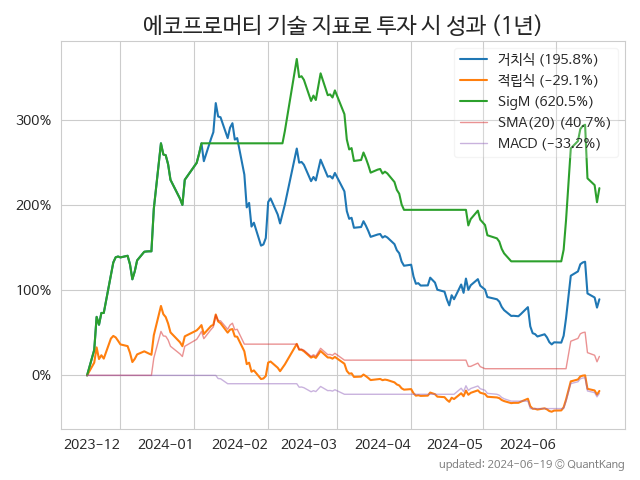 에코프로머티 기술 지표로 투자 시 성과 (1년)
거치식 (195.8%)
적립식 (−29.1%)
SigM (620.5%)
SMA(20) (40.7%)
MACD (−33.2%)
300%
200%
100%
0%
2023-12 2024-01 2024-02 2024-03 2024-04 2024-05 2024-06
updated: 2024-06-19 © QuantKang